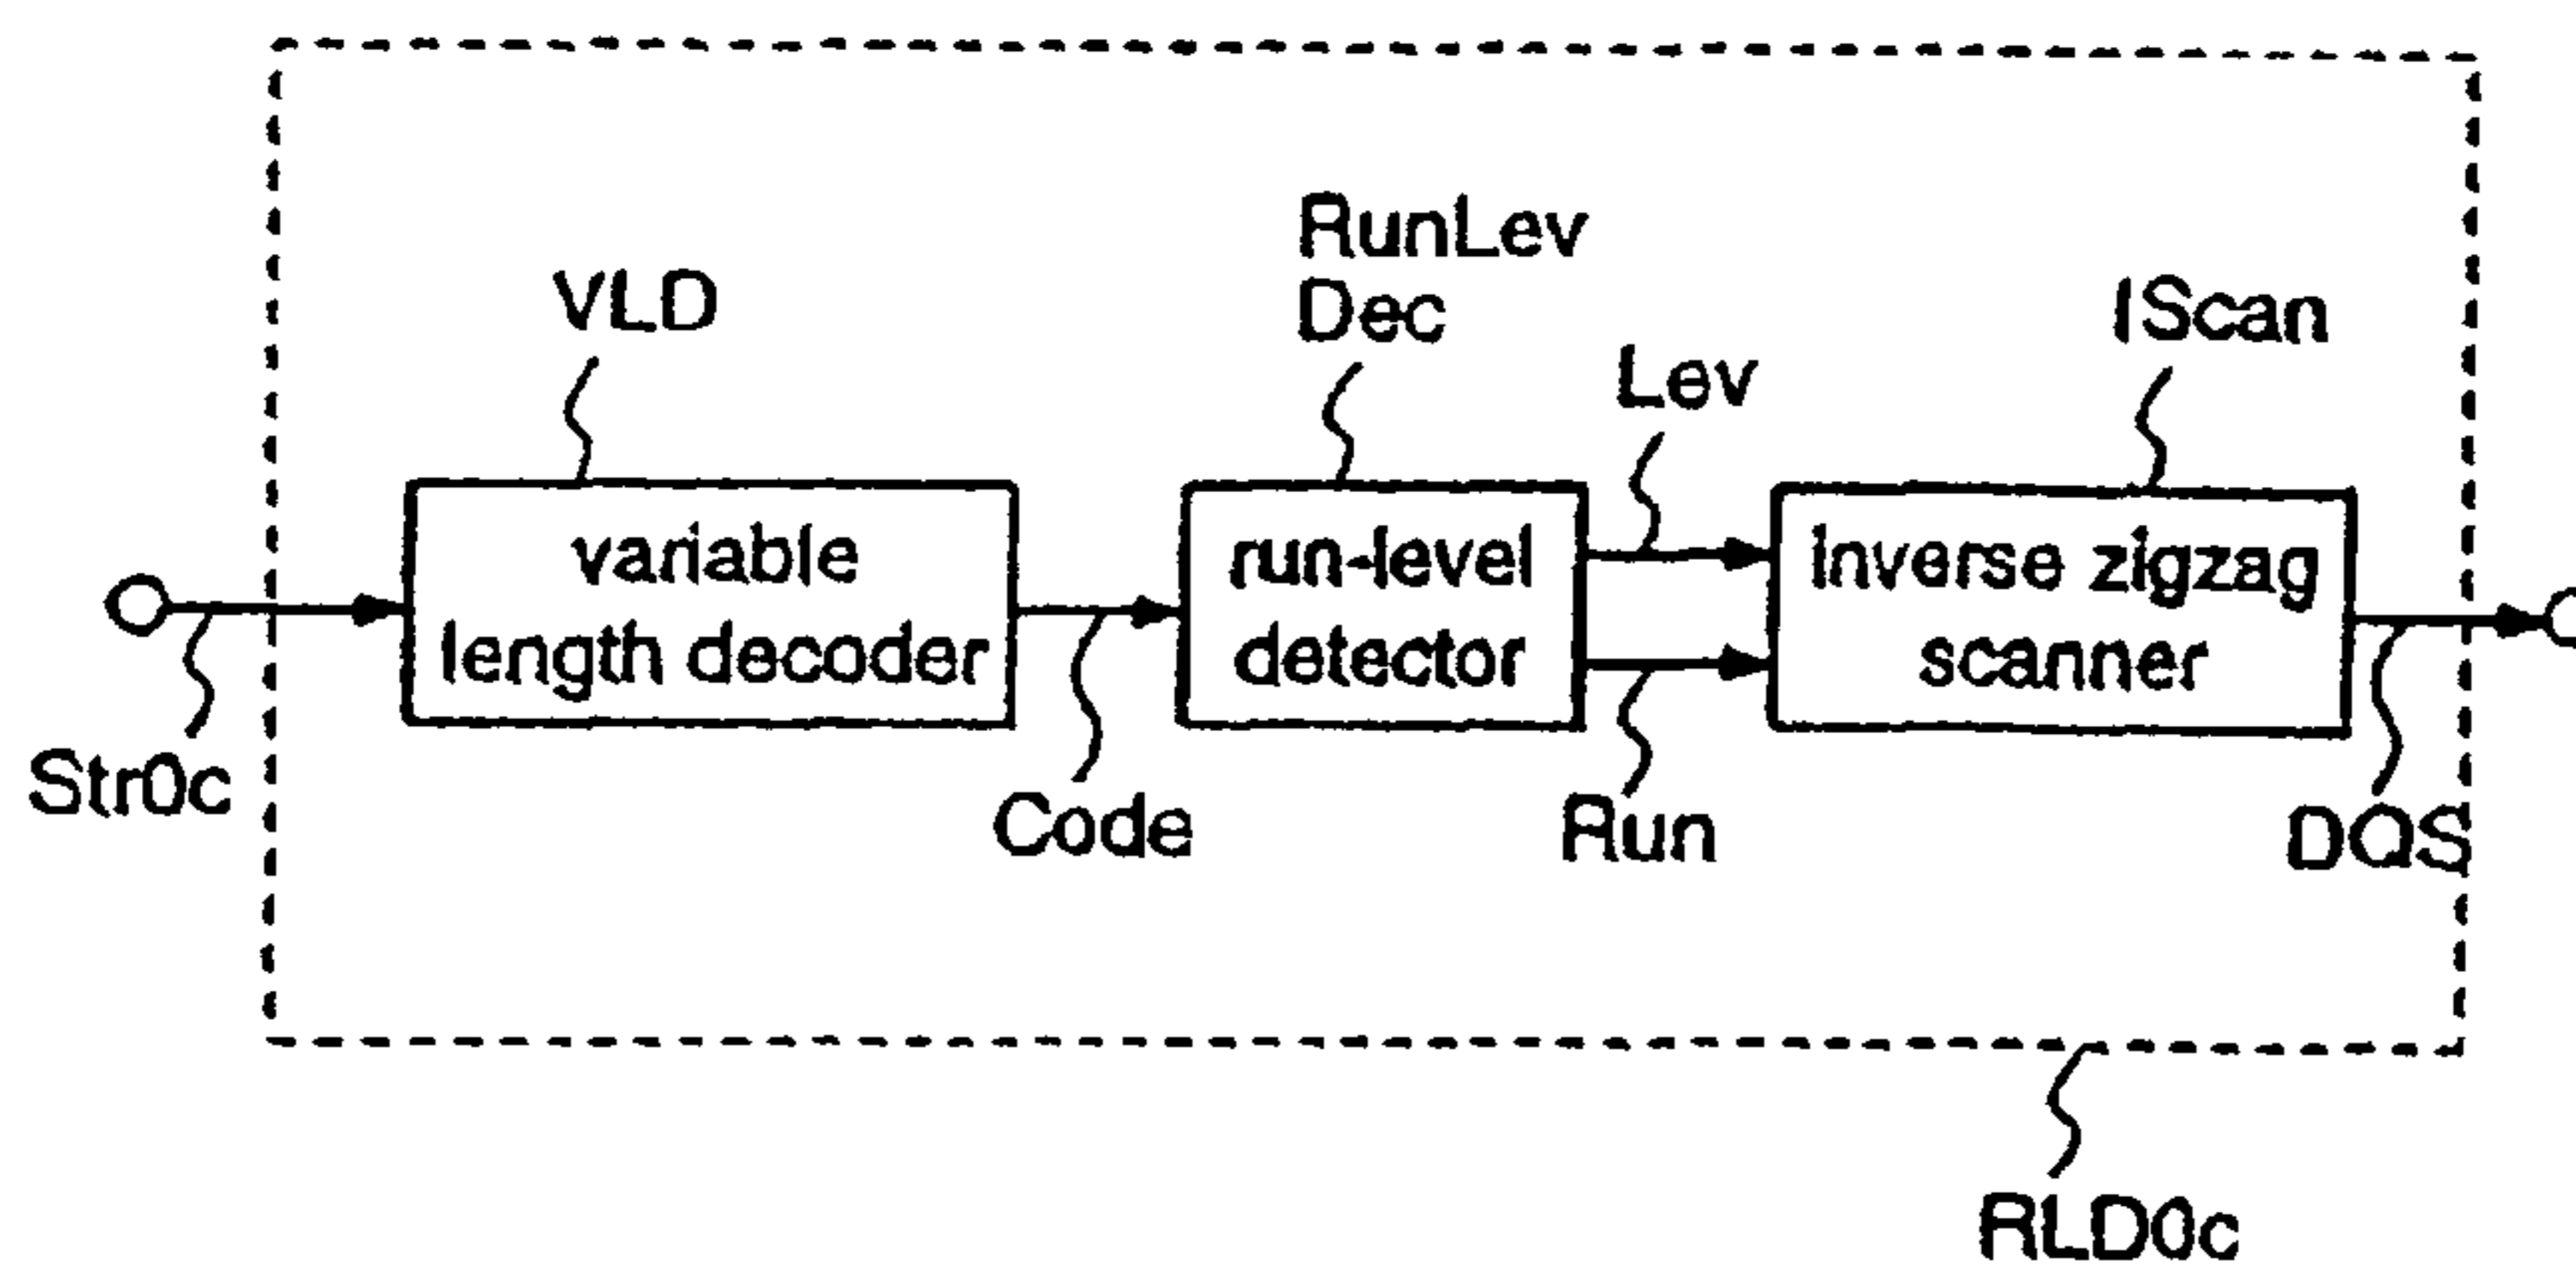 RunLev
Dec
VLD
IScan
Lev
variable
length decoder
run-level
detector
inverse zigzag
scanner
Str0c
Code
Run
DQS
RLD0c